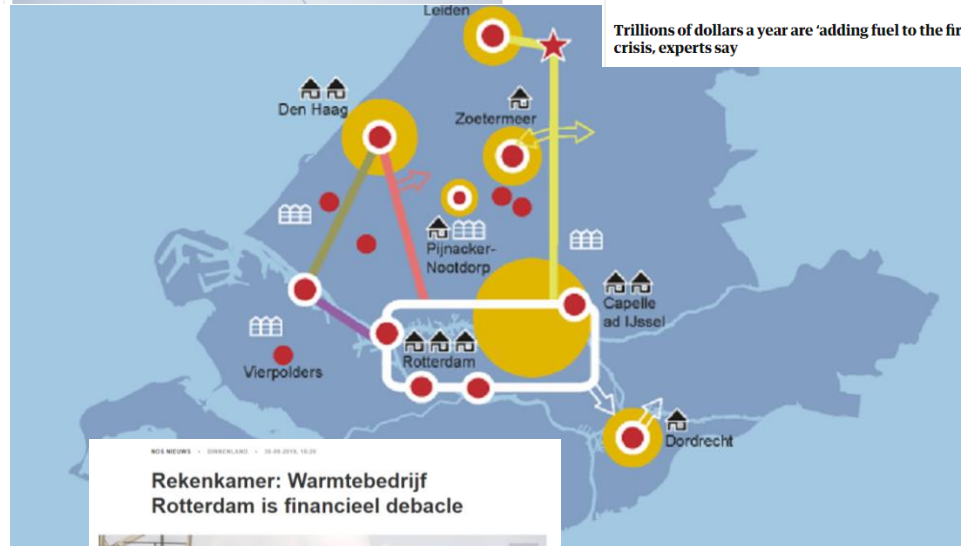 Leiden
Trillions of dollars a year are ‘adding fuel to the fir
crisis, experts say
Den Haag
Zoetermeer
Pijnacker-
Nootdorp
Capelle
ad IJssel
Rotterdam
Vierpolders
Dordrecht
NOS NIEUWS • BINNENLAND •
Rekenkamer: Warmtebedrijf
Rotterdam is financieel debacle